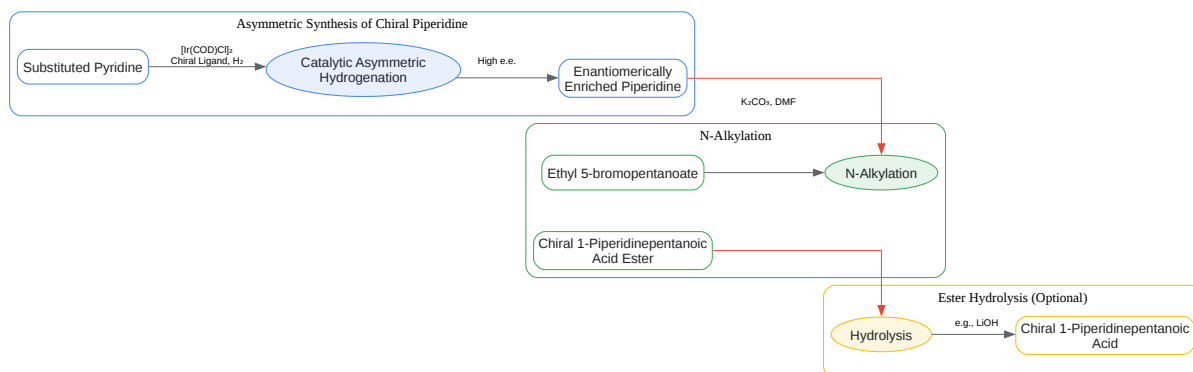 Asymmetric Synthesis of Chiral Piperidine
Substituted Pyridine
[Ir(COD)Cl]₂
Chiral Ligand, H₂
Catalytic Asymmetric
Hydrogenation
High e.e.
Enantiomerically
Enriched Piperidine
K₂CO₃, DMF
N-Alkylation
Ethyl 5-bromopentanoate
N-Alkylation
Chiral 1-Piperidinepentanoic
Acid Ester
Ester Hydrolysis (Optional)
Hydrolysis
e.g., LiOH
Chiral 1-Piperidinepentanoic
Acid